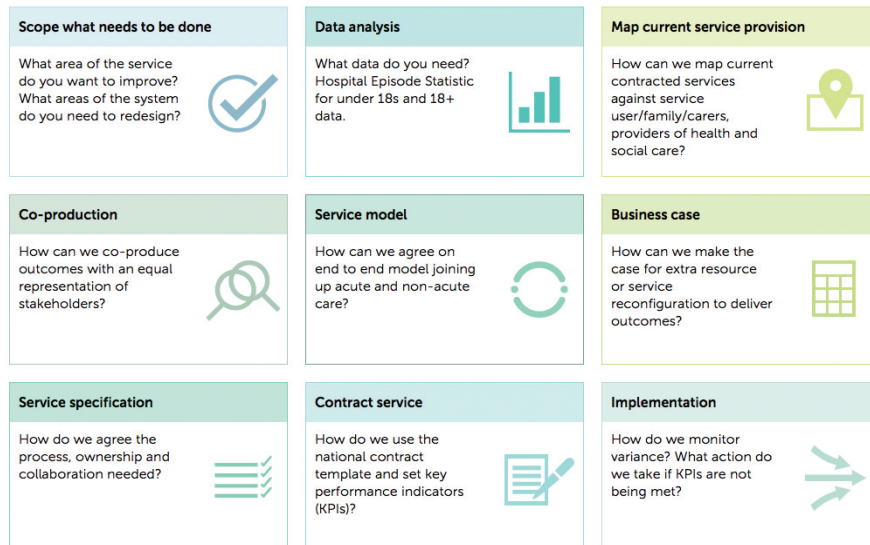 Scope what needs to be done
What area of the service
do you want to improve?
What areas of the system
do you need to redesign?
Data analysis
What data do you need?
Hospital Episode Statistic
for under 18s and 18+
data.
Map current service provision
How can we map current
contracted services
against service
user/family/carers,
providers of health and
social care?
Co-production
How can we co-produce
outcomes with an equal
representation of
stakeholders?
Service model
How can we agree on
end to end model joining
up acute and non-acute
care?
Business case
How can we make the
case for extra resource
or service
reconfiguration to deliver
outcomes?
Service specification
How do we agree the
process, ownership and
collaboration needed?
Contract service
How do we use the
national contract
template and set key
performance indicators
(KPIs)?
Implementation
How do we monitor
variance? What action do
we take if KPIs are not
being met?